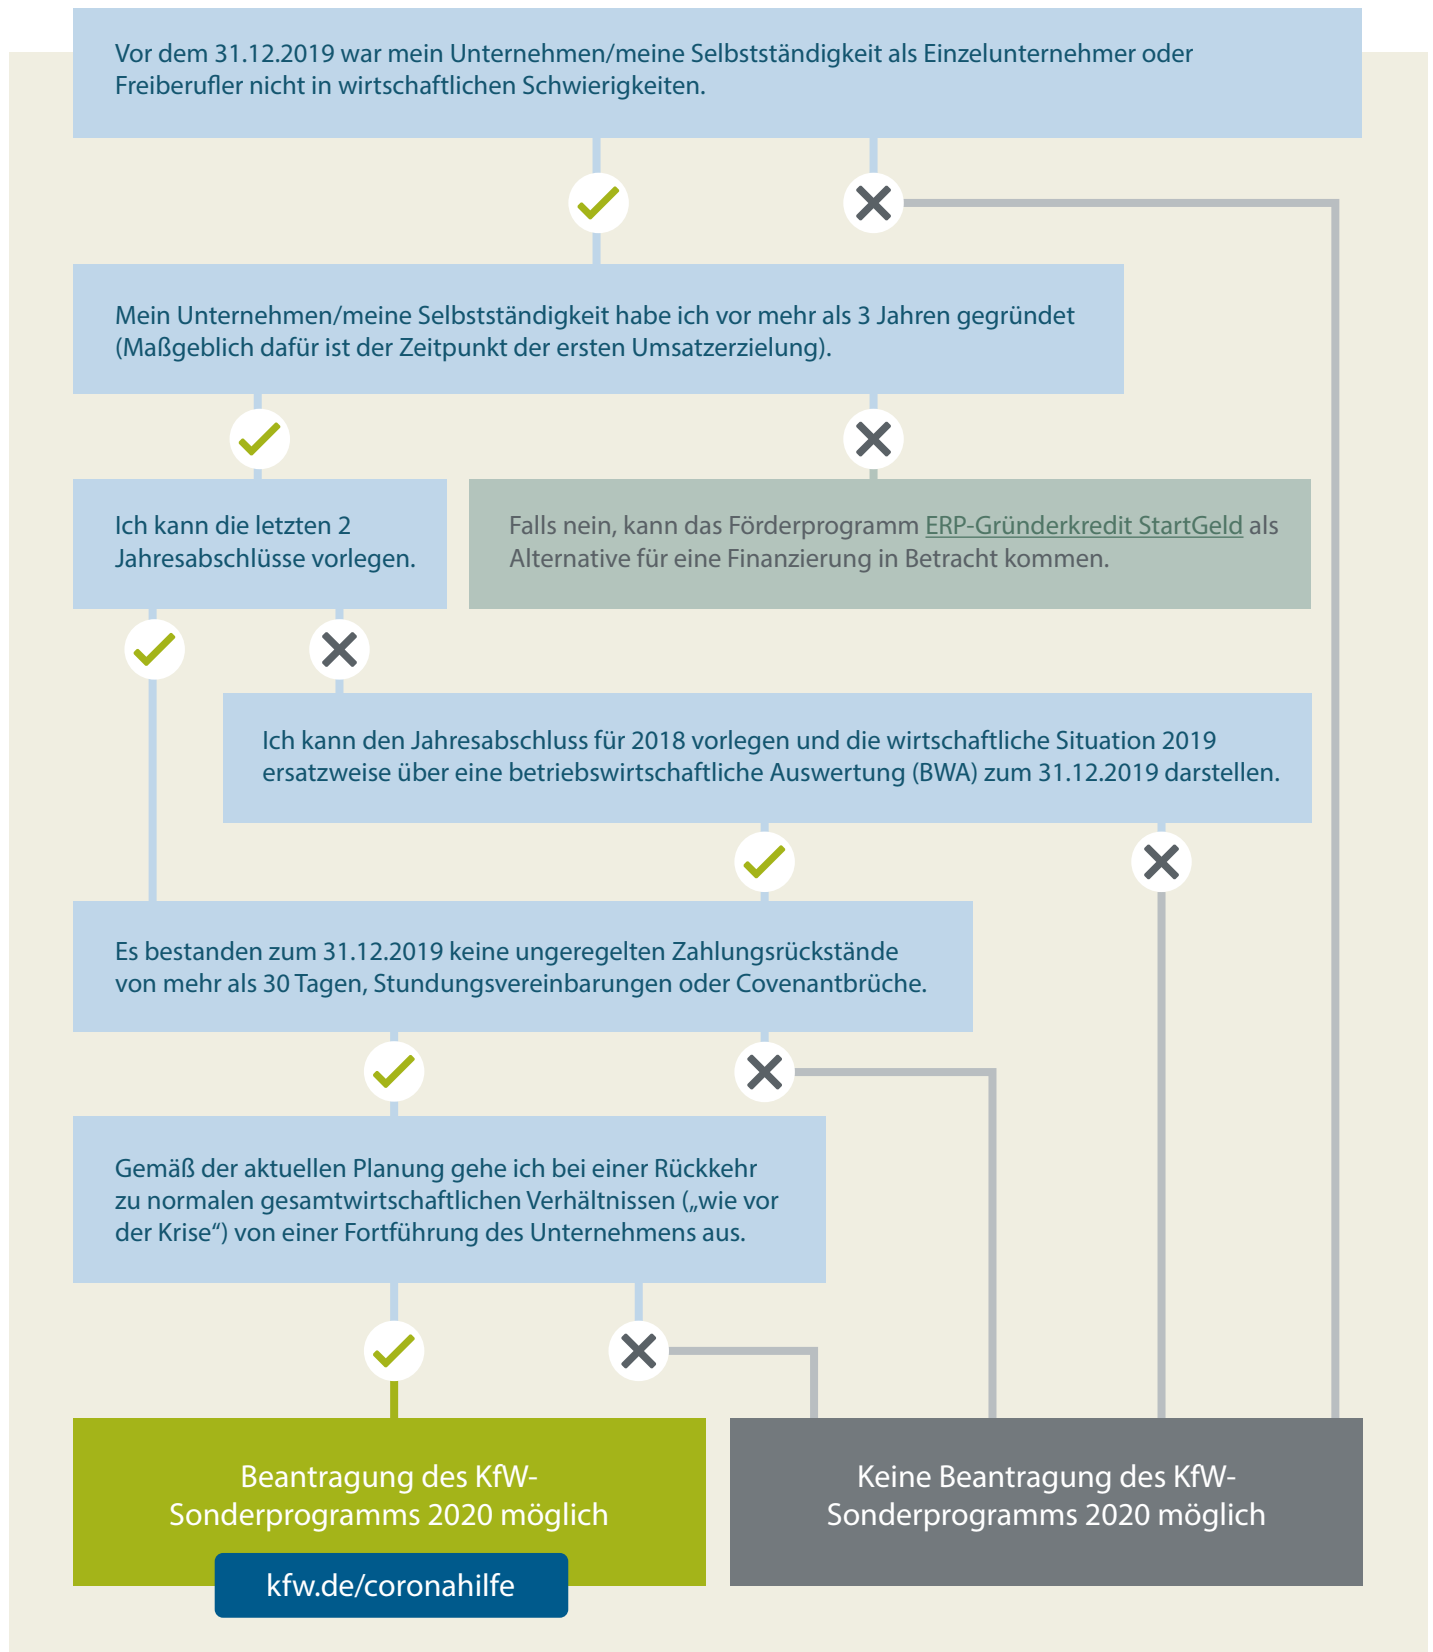 Vor dem 31.12.2019 war mein Unternehmen/meine Selbstständigkeit als Einzelunternehmer oder
Freiberufler nicht in wirtschaftlichen Schwierigkeiten.
Mein Unternehmen/meine Selbstständigkeit habe ich vor mehr als 3 Jahren gegründet
(Maßgeblich dafür ist der Zeitpunkt der ersten Umsatzerzielung).
Ich kann die letzten 2
Jahresabschlüsse vorlegen.
Falls nein, kann das Förderprogramm ERP-Gründerkredit StartGeld als
Alternative für eine Finanzierung in Betracht kommen.
Ich kann den Jahresabschluss für 2018 vorlegen und die wirtschaftliche Situation 2019
ersatzweise über eine betriebswirtschaftliche Auswertung (BWA) zum 31.12.2019 darstellen.
Es bestanden zum 31.12.2019 keine ungeregelten Zahlungsrückstände
von mehr als 30 Tagen, Stundungsvereinbarungen oder Covenantbrüche.
Gemäß der aktuellen Planung gehe ich bei einer Rückkehr
zu normalen gesamtwirtschaftlichen Verhältnissen („wie vor
der Krise“) von einer Fortführung des Unternehmens aus.
Beantragung des KfW-
Sonderprogramms 2020 möglich
kfw.de/coronahilfe
Keine Beantragung des KfW-
Sonderprogramms 2020 möglich